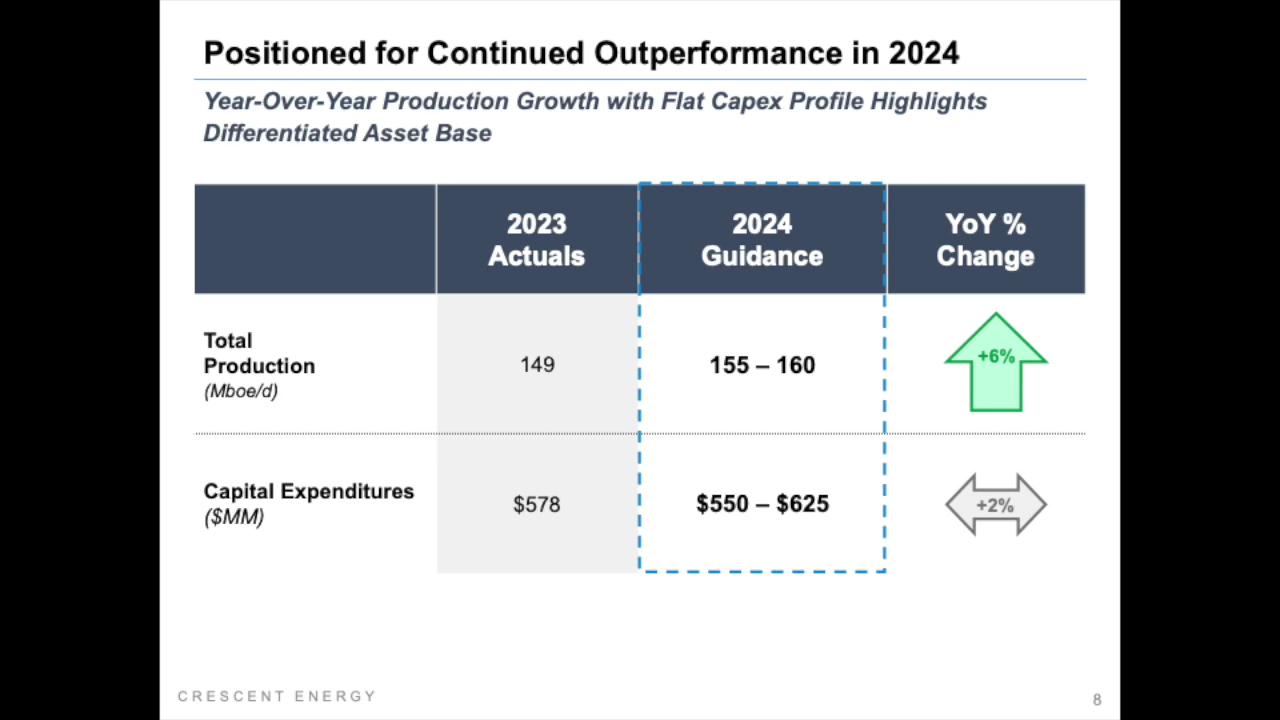 Positioned for Continued Outperformance in 2024
Year-Over-Year Production Growth with Flat Capex Profile Highlights
Differentiated Asset Base
2023
Actuals
2024
Guidance
YoY %
Change
Total
Production
(Mboe/d)
149
155 – 160
+6%
Capital Expenditures
($MM)
$578
$550 – $625
+2%
CRESCENT ENERGY
8